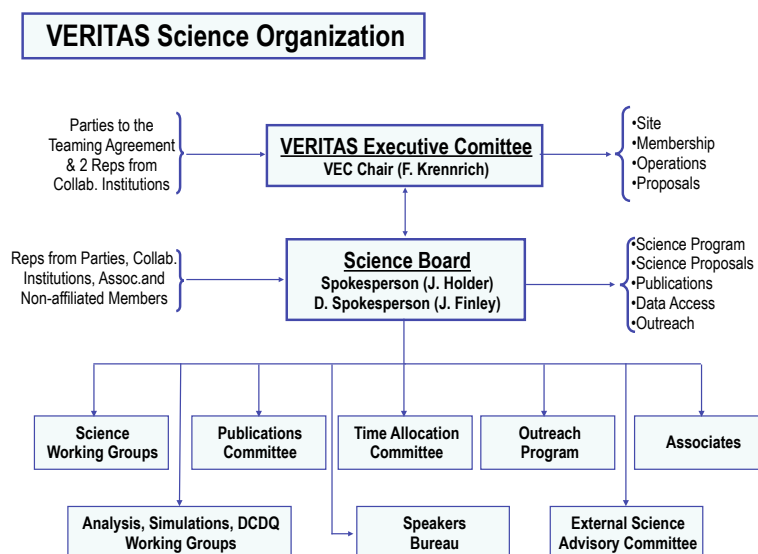 VERITAS Science Organization
Parties to the
Teaming Agreement
& 2 Reps from
Collab. Institutions
VERITAS Executive Comittee
VEC Chair (F. Krennrich)
•Site
•Membership
•Operations
•Proposals
Reps from Parties, Collab.
Institutions, Assoc.and
Non-affiliated Members
Science Board
Spokesperson (J. Holder)
D. Spokesperson (J. Finley)
•Science Program
•Science Proposals
•Publications
•Data Access
•Outreach
Science
Working Groups
Publications
Committee
Time Allocation
Committee
Outreach
Program
Associates
Analysis, Simulations, DCDQ
Working Groups
Speakers
Bureau
External Science
Advisory Committee